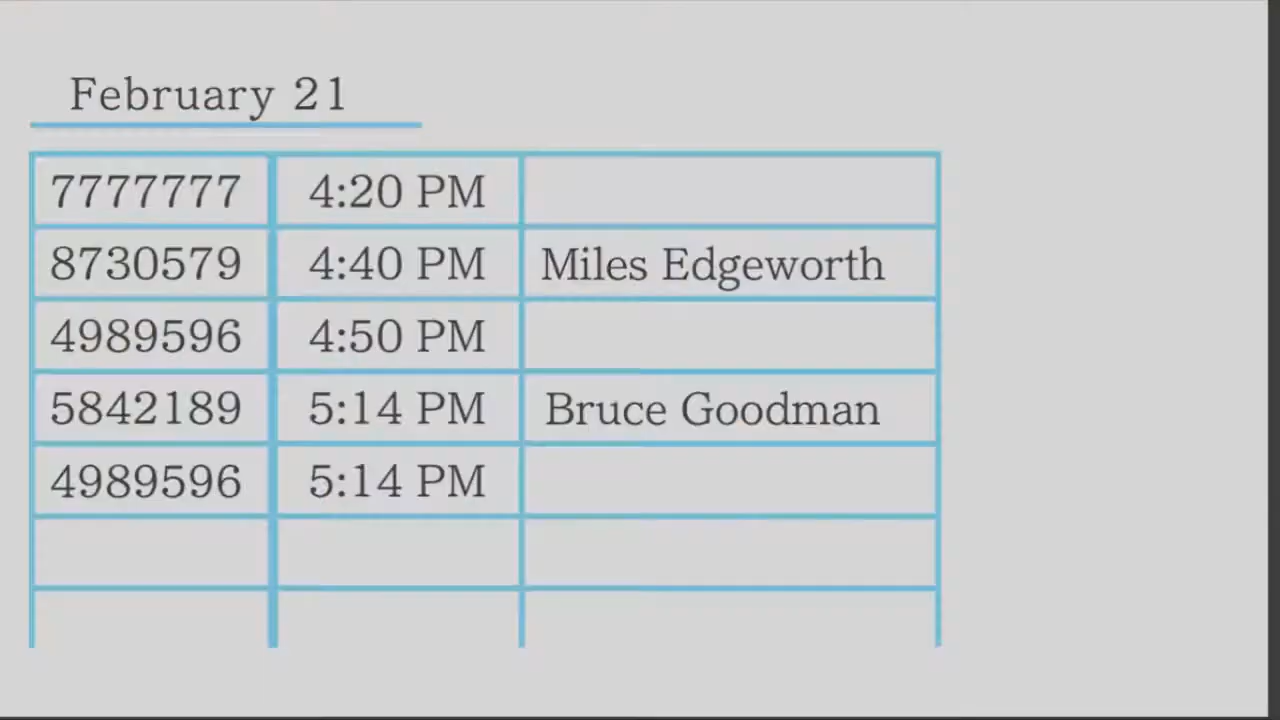 February 21
7777777 4:20 PM
8730579 4:40 PM Miles Edgeworth
4989596 4:50 PM
5842189 5:14 PM Bruce Goodman
4989596 5:14 PM